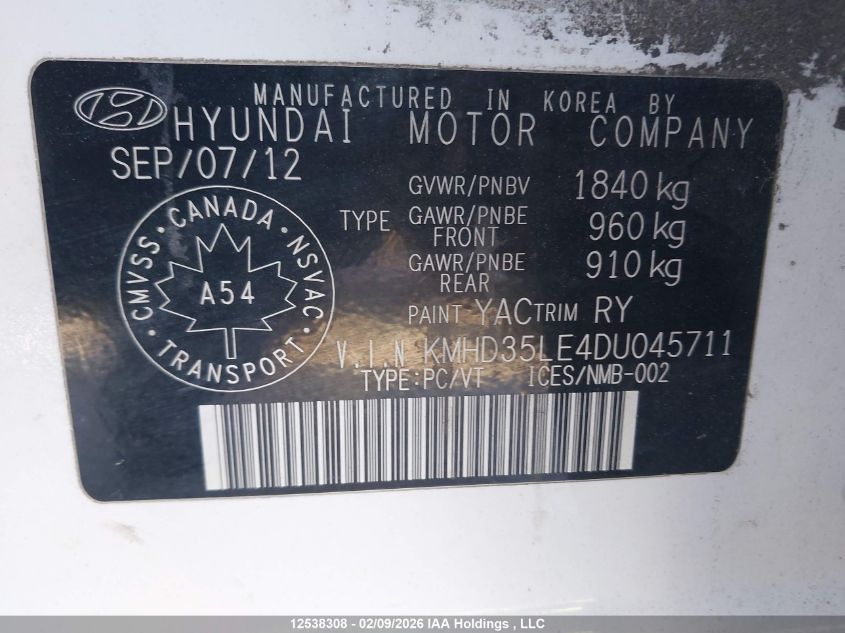 MANUFACTURED IN KOREA BY
HYUNDAI MOTOR COMPANY
SEP/07/12
GVWR/PNBV 1840 kg
TYPE GAWR/PNBE FRONT 960 kg
GAWR/PNBE REAR 910 kg
CANADA · NSVAC · TRANSPORT · CMVSS ·
A54
PAINT YAC TRIM RY
V.I.N KMHD35LE4DU045711
TYPE:PC/VT ICES/NMB-002
12538308 - 02/09/2026 IAA Holdings , LLC